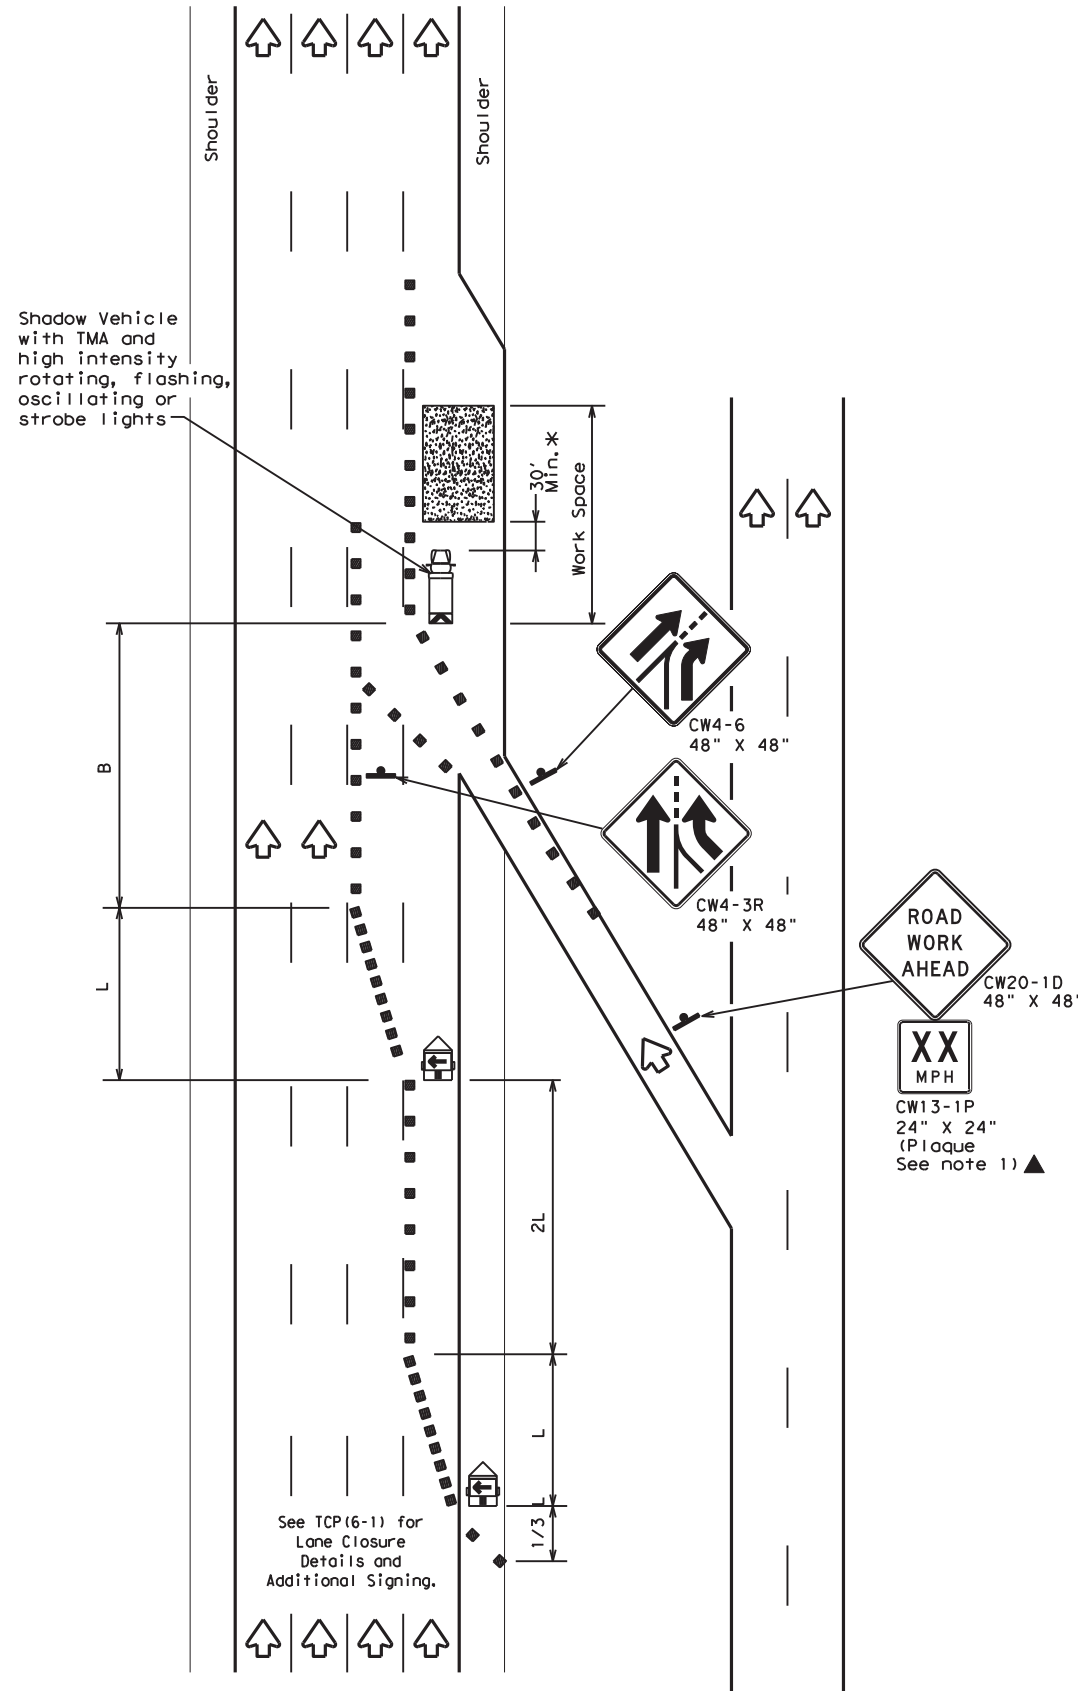 Shoulder
Shoulder
Shadow Vehicle
with TMA and
high intensity
rotating, flashing,
oscillating or
strobe lights
30'
Min.*
Work Space
CW4-6
48" X 48"
B
CW4-3R
48" X 48"
ROAD
WORK
AHEAD
CW20-1D
48" X 48"
L
XX
MPH
CW13-1P
24" X 24"
(Plaque
See note 1)▲
2L
L
1/3 L
See TCP(6-1) for
Lane Closure
Details and
Additional Signing.